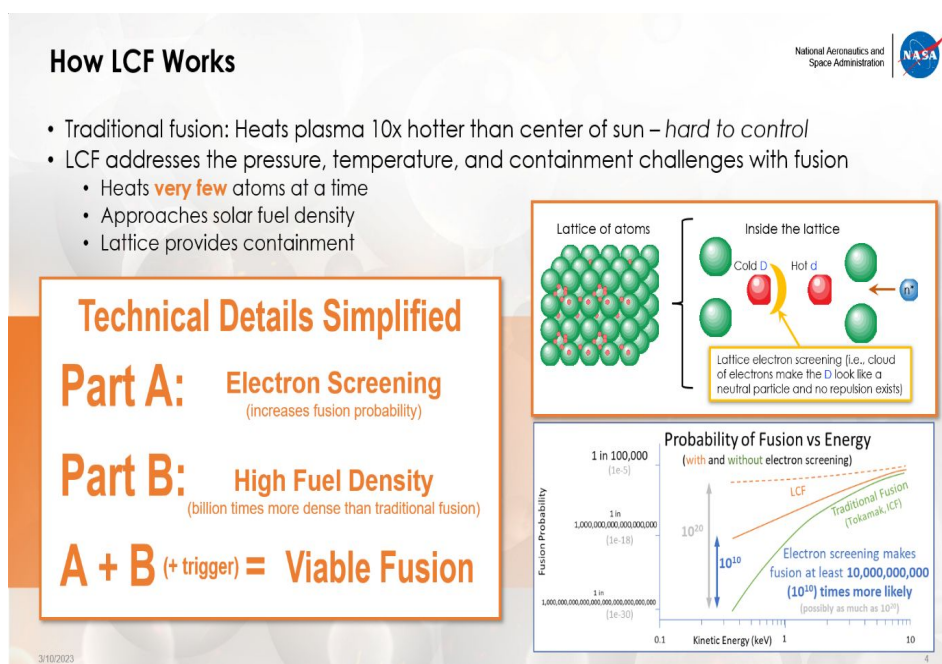 How LCF Works
National Aeronautics and
Space Administration
NASA
• Traditional fusion: Heats plasma 10x hotter than center of sun – hard to control
• LCF addresses the pressure, temperature, and containment challenges with fusion
• Heats very few atoms at a time
• Approaches solar fuel density
• Lattice provides containment
Technical Details Simplified
Part A: Electron Screening
(increases fusion probability)
Part B: High Fuel Density
(billion times more dense than traditional fusion)
A + B (+ trigger) = Viable Fusion
Lattice of atoms
Inside the lattice
Cold D
Hot d
n*
Lattice electron screening (i.e., cloud
of electrons make the D look like a
neutral particle and no repulsion exists)
Probability of Fusion vs Energy
(with and without electron screening)
Fusion Probability
1 in 100,000
(1e-5)
1 in
1,000,000,000,000,000,000
(1e-18)
1 in
1,000,000,000,000,000,000,000,000,000,000
(1e-30)
LCF
Traditional Fusion
(Tokamak, ICF)
10²⁰
10¹⁰
Electron screening makes
fusion at least 10,000,000,000
(10¹⁰) times more likely
(possibly as much as 10²⁰)
0.1
Kinetic Energy (keV)
1
10
3/10/2023
4